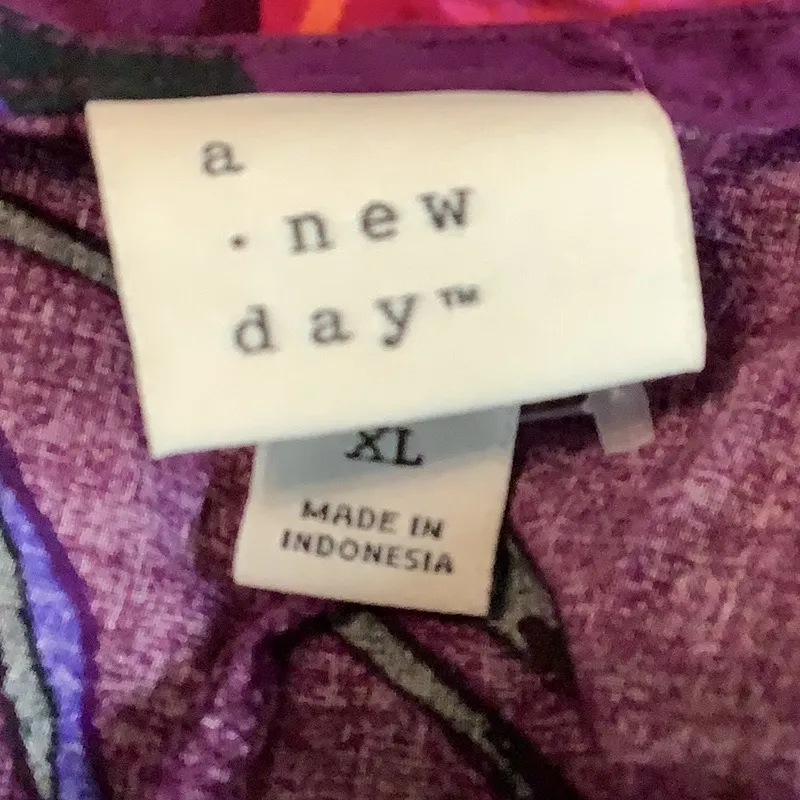 a
· new
day™
XL
MADE IN
INDONESIA